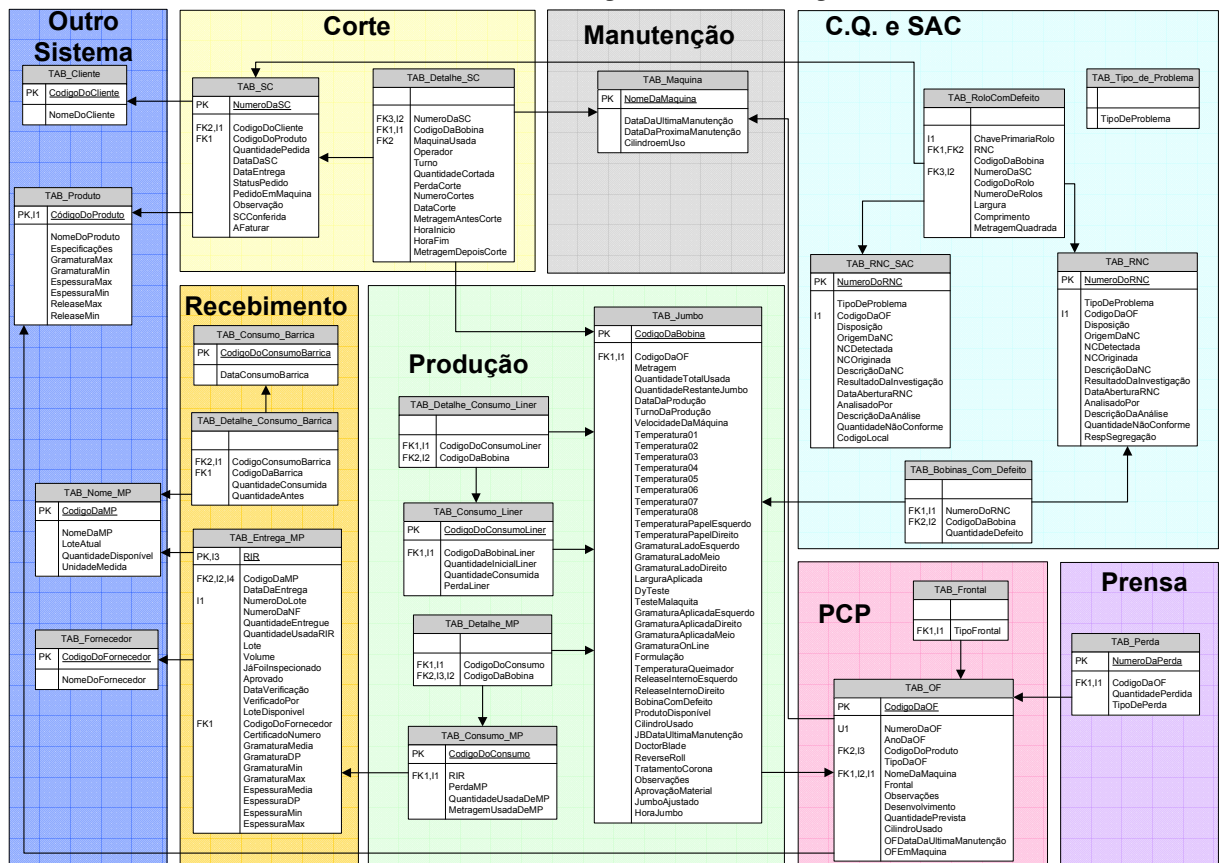 Outro
Sistema
TAB_Cliente
PK CodigoDoCliente
NomeDoCliente
TAB_Produto
PK,I1 CódigoDoProduto
NomeDoProduto
Especificações
GramaturaMax
GramaturaMin
EspessuraMax
EspessuraMin
ReleaseMax
ReleaseMin
TAB_Nome_MP
PK CodigoDaMP
NomeDaMP
LoteAtual
QuantidadeDisponível
UnidadeMedida
TAB_Fornecedor
PK CodigoDoFornecedor
NomeDoFornecedor
Corte
TAB_SC
PK NumeroDaSC
FK2,I1 CodigoDoCliente
FK1 CodigoDoProduto
QuantidadePedida
DataDaSC
DataEntrega
StatusPedido
PedidoEmMaquina
Observação
SCConferida
AFaturar
TAB_Detalhe_SC
FK3,I2 NumeroDaSC
FK1,I1 CodigoDaBobina
FK2 MaquinaUsada
Operador
Turno
QuantidadeCortada
PerdaCorte
NumeroCortes
DataCorte
MetragemAntesCorte
HoraInicio
HoraFim
MetragemDepoisCorte
Manutenção
TAB_Maquina
PK NomeDaMaquina
DataDaUltimaManutenção
DataDaProximaManutenção
CilindroemUso
C.Q. e SAC
TAB_RoloComDefeito
I1 ChavePrimariaRolo
FK1,FK2 RNC
CodigoDaBobina
FK3,I2 NumeroDaSC
CodigoDoRolo
NumeroDeRolos
Largura
Comprimento
MetragemQuadrada
TAB_Tipo_de_Problema
TipoDeProblema
TAB_RNC_SAC
PK NumeroDoRNC
TipoDeProblema
I1 CodigoDaOF
Disposição
OrigemDaNC
NCDetectada
NCOriginada
DescriçãoDaNC
ResultadoDaInvestigação
DataAberturaRNC
AnalisadoPor
DescriçãoDaAnálise
QuantidadeNãoConforme
CodigoLocal
TAB_RNC
PK NumeroDoRNC
TipoDeProblema
I1 CodigoDaOF
Disposição
OrigemDaNC
NCDetectada
NCOriginada
DescriçãoDaNC
ResultadoDaInvestigação
DataAberturaRNC
AnalisadoPor
DescriçãoDaAnálise
QuantidadeNãoConforme
RespSegregação
TAB_Bobinas_Com_Defeito
FK1,I1 NumeroDoRNC
FK2,I2 CodigoDaBobina
QuantidadeDefeito
Recebimento
TAB_Consumo_Barrica
PK CodigoDoConsumoBarrica
DataConsumoBarrica
TAB_Detalhe_Consumo_Barrica
FK2,I1 CodigoConsumoBarrica
FK1 CodigoDaBarrica
QuantidadeConsumida
QuantidadeAntes
TAB_Entrega_MP
PK,I3 RIR
FK2,I2,I4 CodigoDaMP
DataDaEntrega
I1 NumeroDoLote
NumeroDaNF
QuantidadeEntregue
QuantidadeUsadaRIR
Lote
Volume
JáFoiInspecionado
Aprovado
DataVerificação
VerificadoPor
LoteDisponivel
FK1 CodigoDoFornecedor
CertificadoNumero
GramaturaMedia
GramaturaDP
GramaturaMin
GramaturaMax
EspessuraMedia
EspessuraDP
EspessuraMin
EspessuraMax
Produção
TAB_Detalhe_Consumo_Liner
FK1,I1 CodigoDoConsumoLiner
FK2,I2 CodigoDaBobina
TAB_Consumo_Liner
PK CodigoDoConsumoLiner
FK1,I1 CodigoDaBobinaLiner
QuantidadeInicialLiner
QuantidadeConsumida
PerdaLiner
TAB_Detalhe_MP
FK1,I1 CodigoDoConsumo
FK2,I3,I2 CodigoDaBobina
TAB_Consumo_MP
PK CodigoDoConsumo
FK1,I1 RIR
PerdaMP
QuantidadeUsadaDeMP
MetragemUsadaDeMP
TAB_Jumbo
PK CodigoDaBobina
FK1,I1 CodigoDaOF
Metragem
QuantidadeTotalUsada
QuantidadeRestanteJumbo
DataDaProdução
TurnoDaProdução
VelocidadeDaMáquina
Temperatura01
Temperatura02
Temperatura03
Temperatura04
Temperatura05
Temperatura06
Temperatura07
Temperatura08
TemperaturaPapelEsquerdo
TemperaturaPapelDireito
GramaturaLadoEsquerdo
GramaturaLadoMeio
GramaturaLadoDireito
LarguraAplicada
DyTeste
TesteMalaquita
GramaturaAplicadaEsquerdo
GramaturaAplicadaDireito
GramaturaAplicadaMeio
GramaturaOnLine
Formulação
TemperaturaQueimador
ReleaseInternoEsquerdo
ReleaseInternoDireito
BobinaComDefeito
ProdutoDisponível
CilindroUsado
JBDataUltimaManutenção
DoctorBlade
ReverseRoll
TratamentoCorona
Observações
AprovaçãoMaterial
JumboAjustado
HoraJumbo
PCP
TAB_Frontal
FK1,I1 TipoFrontal
TAB_OF
PK CodigoDaOF
U1 NumeroDaOF
AnoDaOF
FK2,I3 CodigoDoProduto
TipoDaOF
FK1,I2,I1 NomeDaMaquina
Frontal
Observações
Desenvolvimento
QuantidadePrevista
CilindroUsado
OFDataDaUltimaManutenção
OFEmMaquina
Prensa
TAB_Perda
PK NumeroDaPerda
FK1,I1 CodigoDaOF
QuantidadePerdida
TipoDePerda